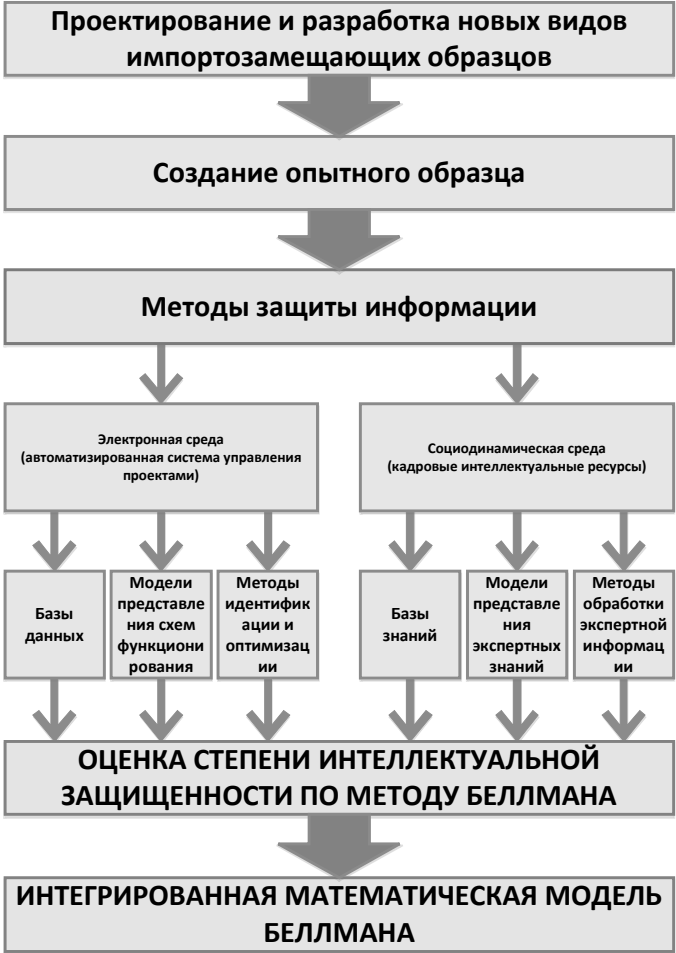 Проектирование и разработка новых видов
импортозамещающих образцов
Создание опытного образца
Методы защиты информации
Электронная среда
(автоматизированная система управления
проектами)
Социодинамическая среда
(кадровые интеллектуальные ресурсы)
Базы
данных
Модели
представле
ния схем
функциони
рования
Методы
идентифик
ации и
оптимизац
ии
Базы
знаний
Модели
представле
ния
экспертных
знаний
Методы
обработки
экспертной
информац
ии
ОЦЕНКА СТЕПЕНИ ИНТЕЛЛЕКТУАЛЬНОЙ
ЗАЩИЩЕННОСТИ ПО МЕТОДУ БЕЛЛМАНА
ИНТЕГРИРОВАННАЯ МАТЕМАТИЧЕСКАЯ МОДЕЛЬ
БЕЛЛМАНА